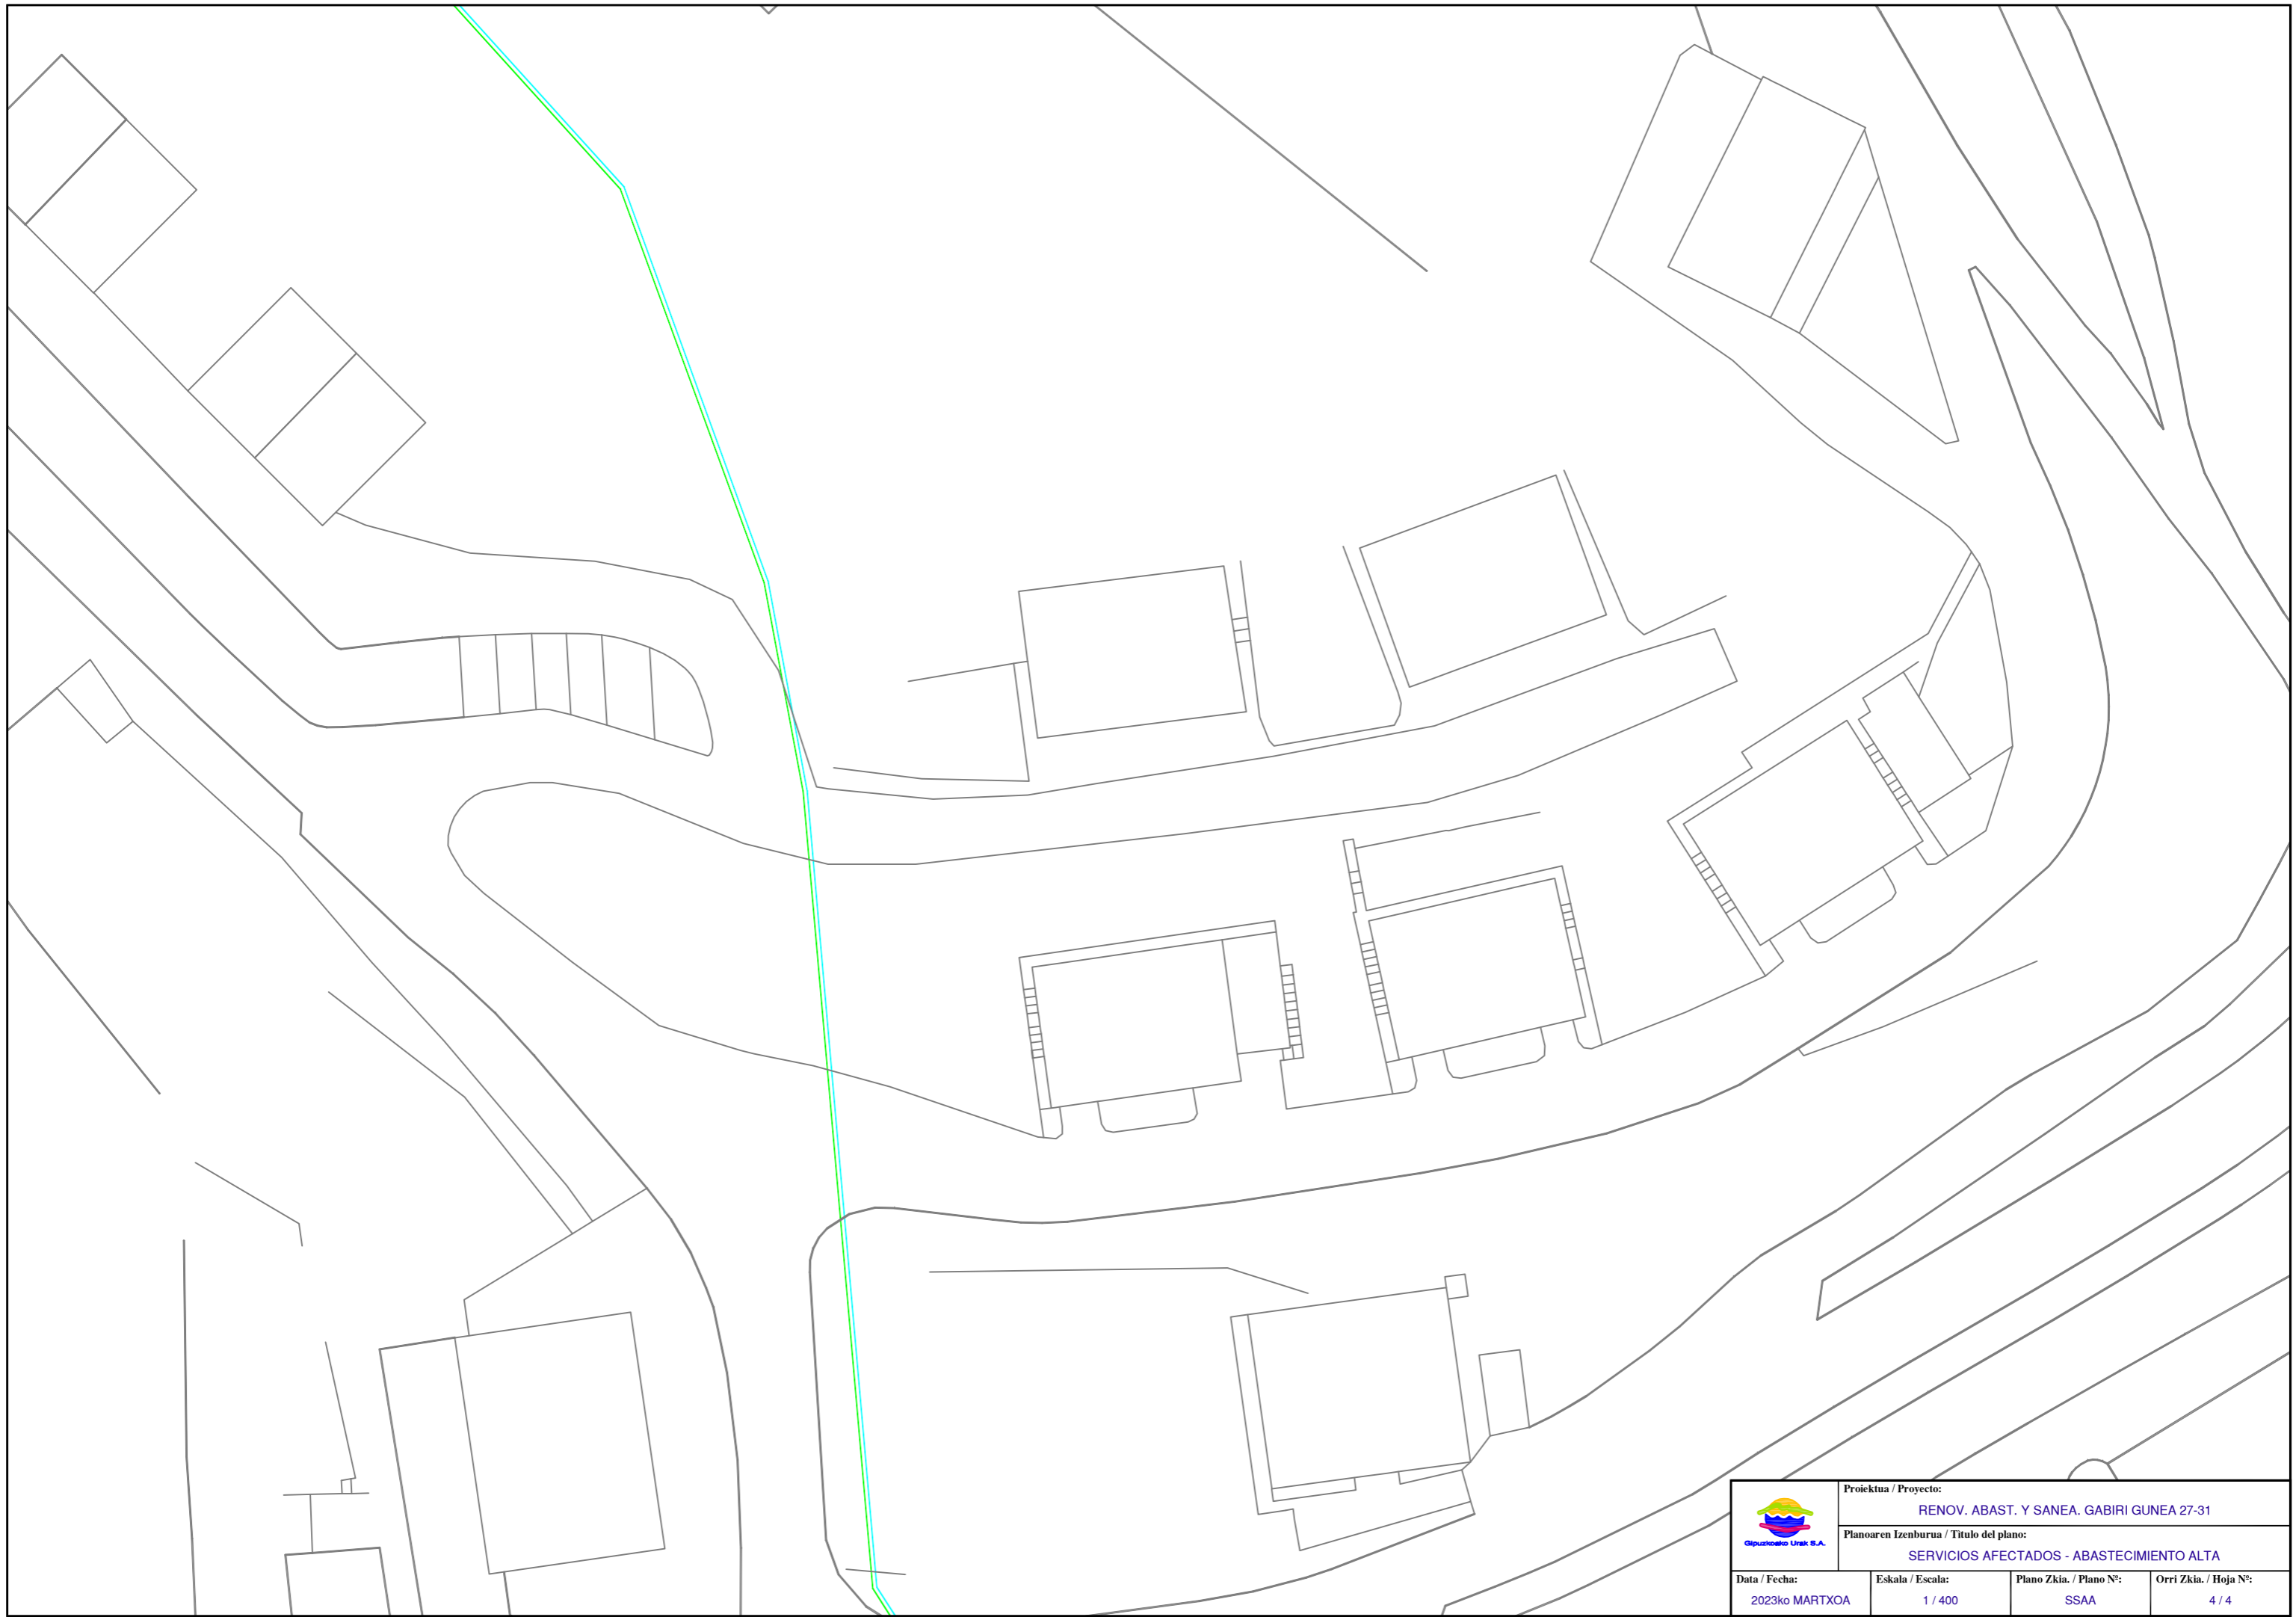 Proiektua / Proyecto:
RENOV. ABAST. Y SANEA. GABIRI GUNEA 27-31
Planoaren Izenburua / Titulo del plano:
SERVICIOS AFECTADOS - ABASTECIMIENTO ALTA
Gipuzkoako Urak S.A.
Data / Fecha:
2023ko MARTXOA
Eskala / Escala:
1 / 400
Plano Zkia. / Plano Nº:
SSAA
Orri Zkia. / Hoja Nº:
4 / 4